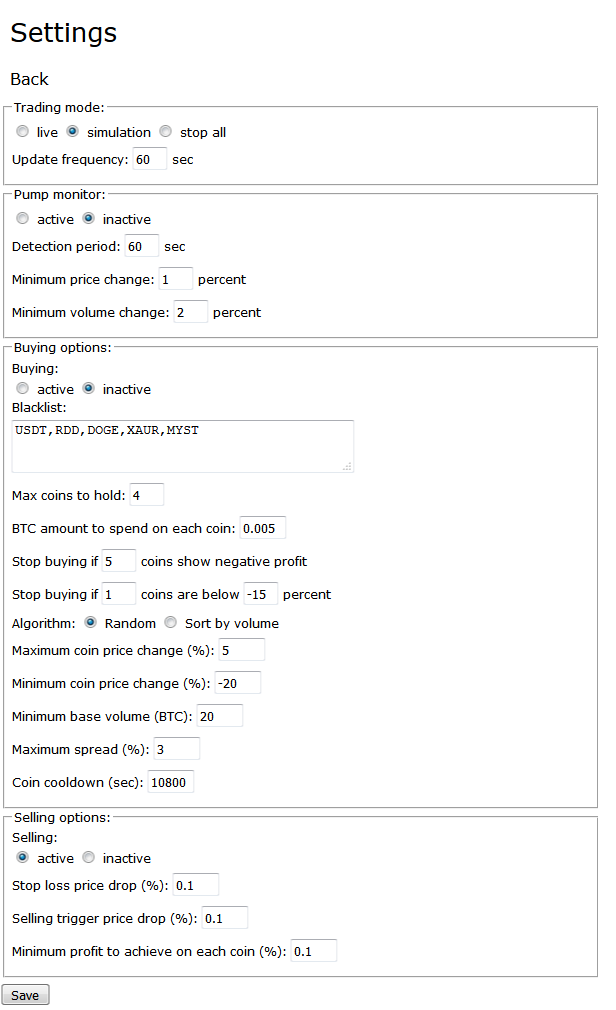 Settings
Back
Trading mode:
live simulation stop all
Update frequency: 60 sec
Pump monitor:
active inactive
Detection period: 60 sec
Minimum price change: 1 percent
Minimum volume change: 2 percent
Buying options:
Buying:
active inactive
Blacklist:
USDT,RDD,DOGE,XAUR,MYST
Max coins to hold: 4
BTC amount to spend on each coin: 0.005
Stop buying if 5 coins show negative profit
Stop buying if 1 coins are below -15 percent
Algorithm: Random Sort by volume
Maximum coin price change (%): 5
Minimum coin price change (%): -20
Minimum base volume (BTC): 20
Maximum spread (%): 3
Coin cooldown (sec): 10800
Selling options:
Selling:
active inactive
Stop loss price drop (%): 0.1
Selling trigger price drop (%): 0.1
Minimum profit to achieve on each coin (%): 0.1
Save